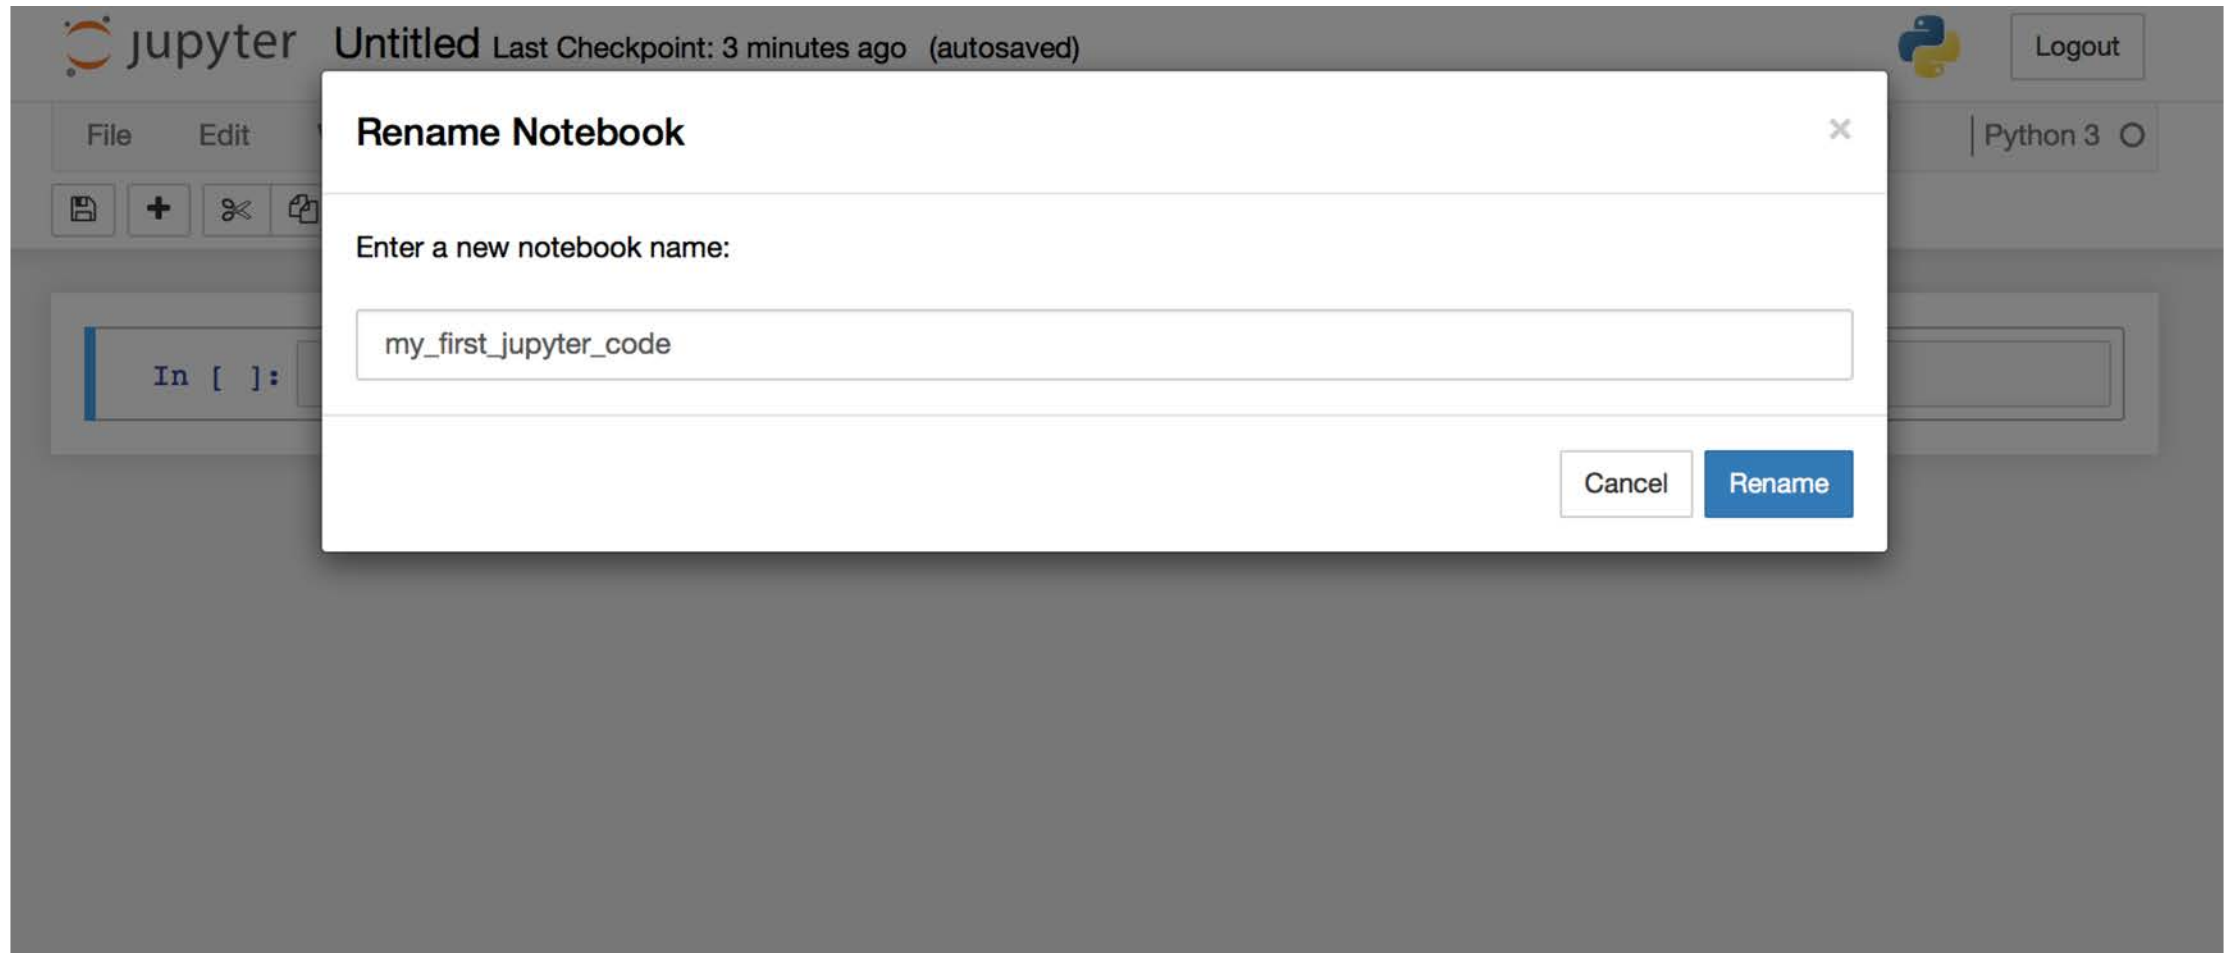 jupyter Untitled Last Checkpoint: 3 minutes ago (autosaved) Logout
File Edit Python 3
Rename Notebook ×
Enter a new notebook name:
my_first_jupyter_code
In [ ]:
Cancel Rename